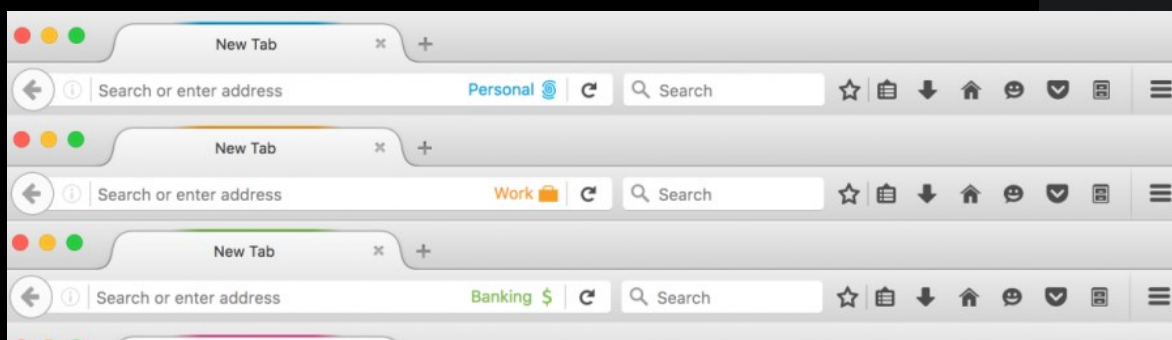 New Tab
Search or enter address Personal Search
New Tab
Search or enter address Work Search
New Tab
Search or enter address Banking $ Search